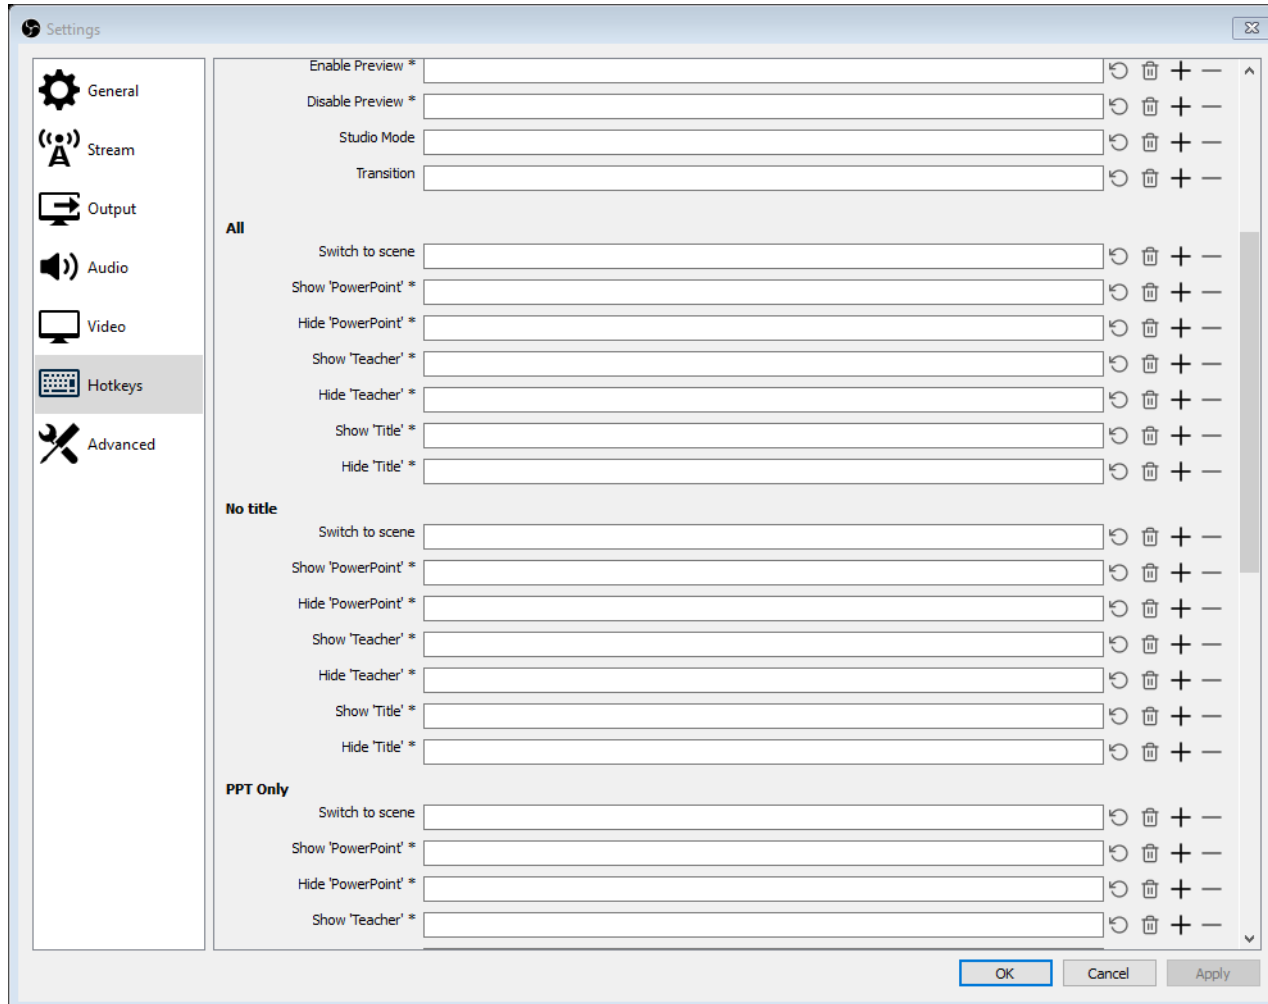 Settings
General
Stream
Output
Audio
Video
Hotkeys
Advanced
Enable Preview *
Disable Preview *
Studio Mode
Transition
All
Switch to scene
Show 'PowerPoint' *
Hide 'PowerPoint' *
Show 'Teacher' *
Hide 'Teacher' *
Show 'Title' *
Hide 'Title' *
No title
Switch to scene
Show 'PowerPoint' *
Hide 'PowerPoint' *
Show 'Teacher' *
Hide 'Teacher' *
Show 'Title' *
Hide 'Title' *
PPT Only
Switch to scene
Show 'PowerPoint' *
Hide 'PowerPoint' *
Show 'Teacher' *
OK Cancel Apply